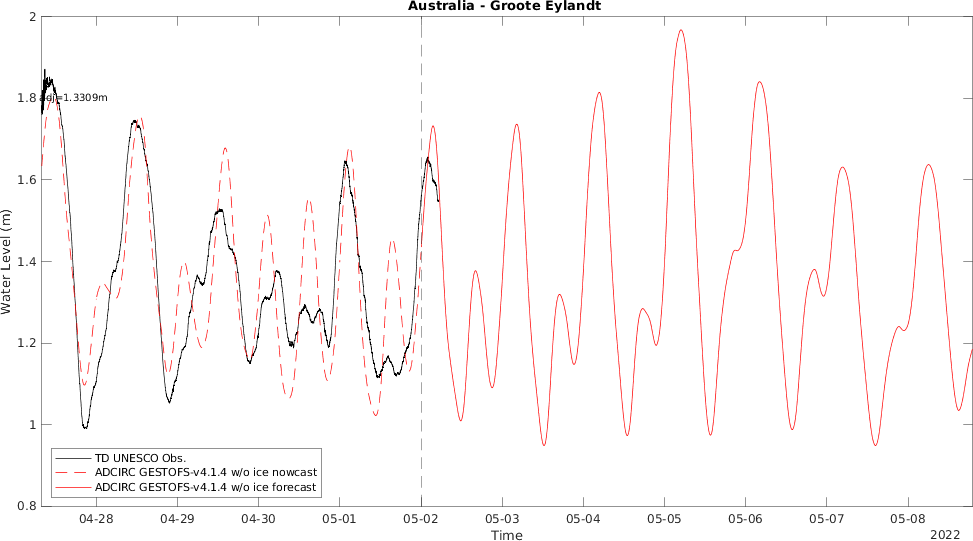 Australia - Groote Eylandt
2
1.8
adj=1.3309m
1.6
1.4
1.2
1
0.8
Water Level (m)
TD UNESCO Obs.
ADCIRC GESTOFS-v4.1.4 w/o ice nowcast
ADCIRC GESTOFS-v4.1.4 w/o ice forecast
04-28 04-29 04-30 05-01 05-02 05-03 05-04 05-05 05-06 05-07 05-08
Time
2022